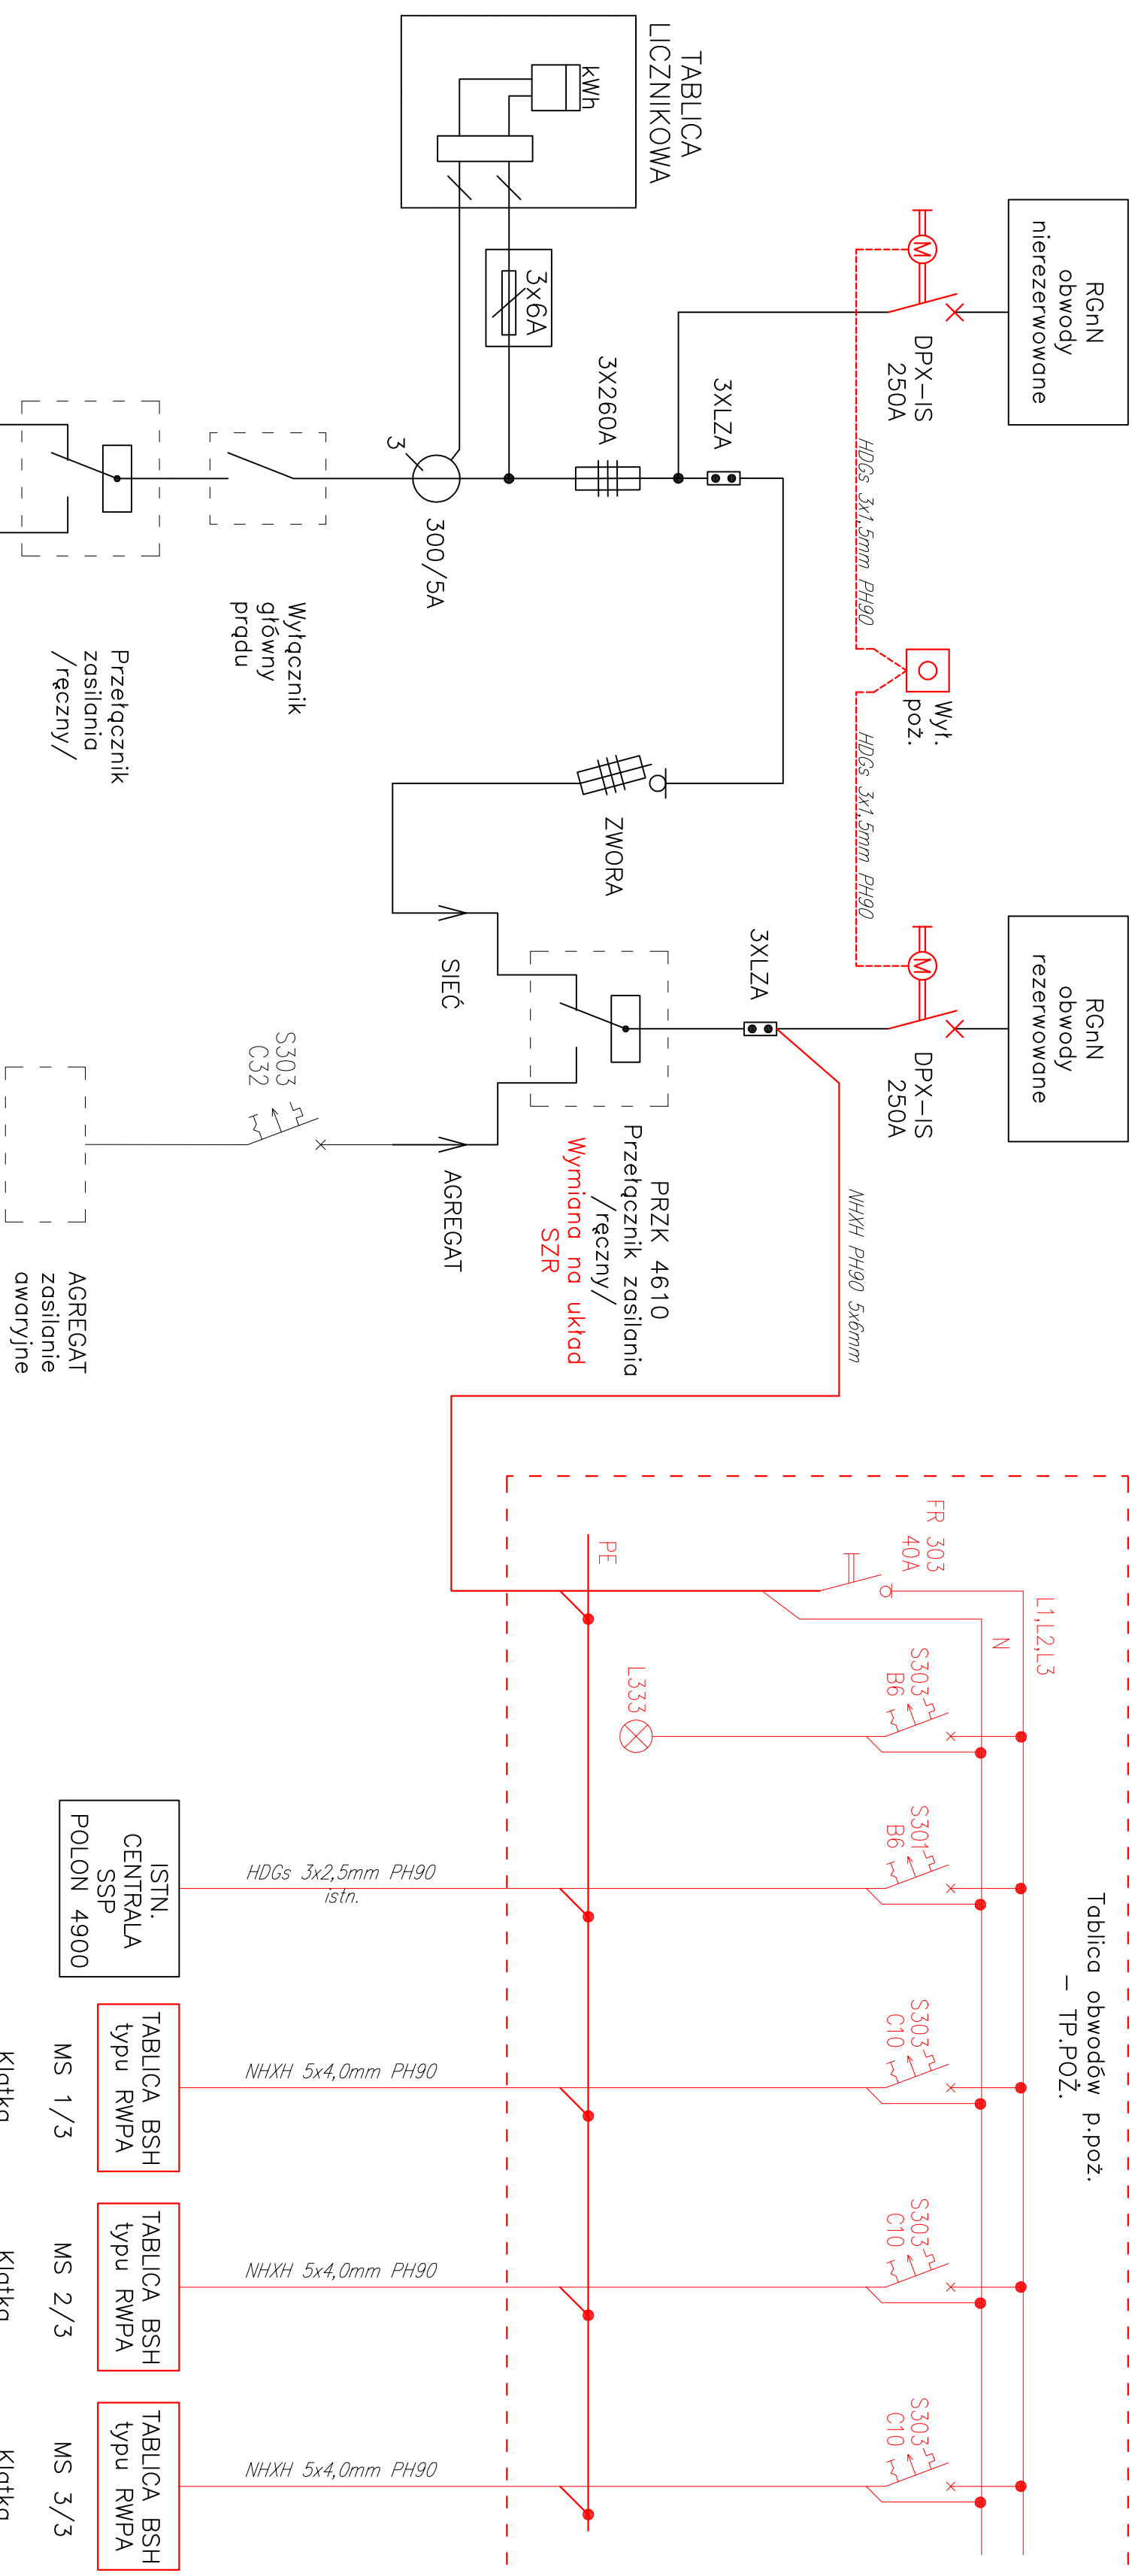 RGnN
obwody
nierezerwowane
DPX-IS
250A
M
HDGs 3x1,5mm PH90
Wył.
poż.
HDGs 3x1,5mm PH90
M
RGnN
obwody
rezerwowane
DPX-IS
250A
TABLICA
LICZNIKOWA
kWh
3x6A
3X260A
3XLZA
3
300/5A
Wyłącznik
główny
prądu
Przełącznik
zasilania
/ręczny/
ZWORA
SIEĆ
3XLZA
PRZK 4610
Przełącznik zasilania
/ręczny/
Wymiana na układ
SZR
AGREGAT
S303
C32
AGREGAT
zasilanie
awaryjne
NHXH PH90 5x6mm
Tablica obwodów p.poż.
- TP.POŻ.
FR 303
40A
L1,L2,L3
N
PE
S303
B6
L333
S301
B6
HDGs 3x2,5mm PH90
istn.
ISTN.
CENTRALA
SSP
POLON 4900
S303
C10
NHXH 5x4,0mm PH90
TABLICA BSH
typu RWPA
MS 1/3
Klatka
S303
C10
NHXH 5x4,0mm PH90
TABLICA BSH
typu RWPA
MS 2/3
Klatka
S303
C10
NHXH 5x4,0mm PH90
TABLICA BSH
typu RWPA
MS 3/3
Klatka